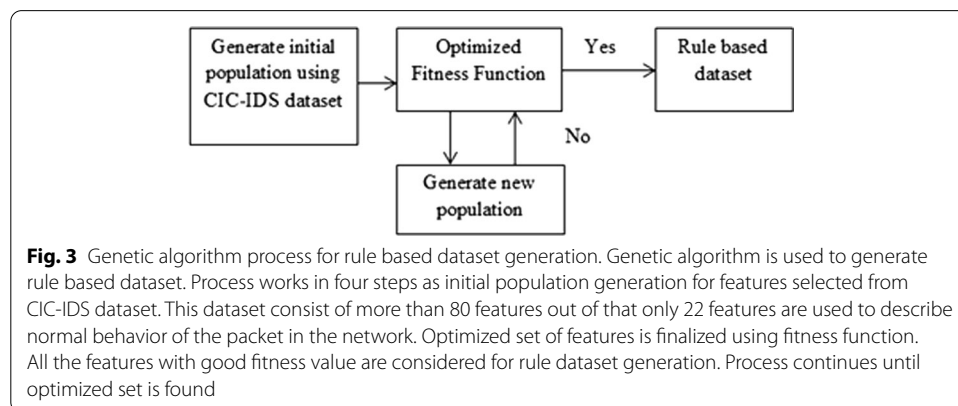 Generate initial
population using
CIC-IDS dataset
Optimized
Fitness Function
Yes
Rule based
dataset
No
Generate new
population
Fig. 3 Genetic algorithm process for rule based dataset generation. Genetic algorithm is used to generate
rule based dataset. Process works in four steps as initial population generation for features selected from
CIC-IDS dataset. This dataset consist of more than 80 features out of that only 22 features are used to describe
normal behavior of the packet in the network. Optimized set of features is finalized using fitness function.
All the features with good fitness value are considered for rule dataset generation. Process continues until
optimized set is found